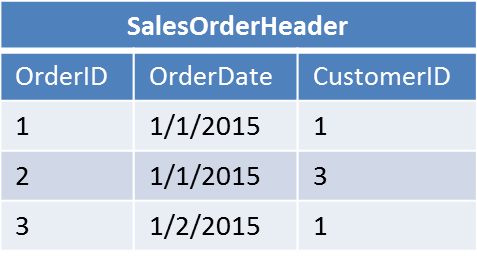 SalesOrderHeader
OrderID OrderDate CustomerID
1 1/1/2015 1
2 1/1/2015 3
3 1/2/2015 1